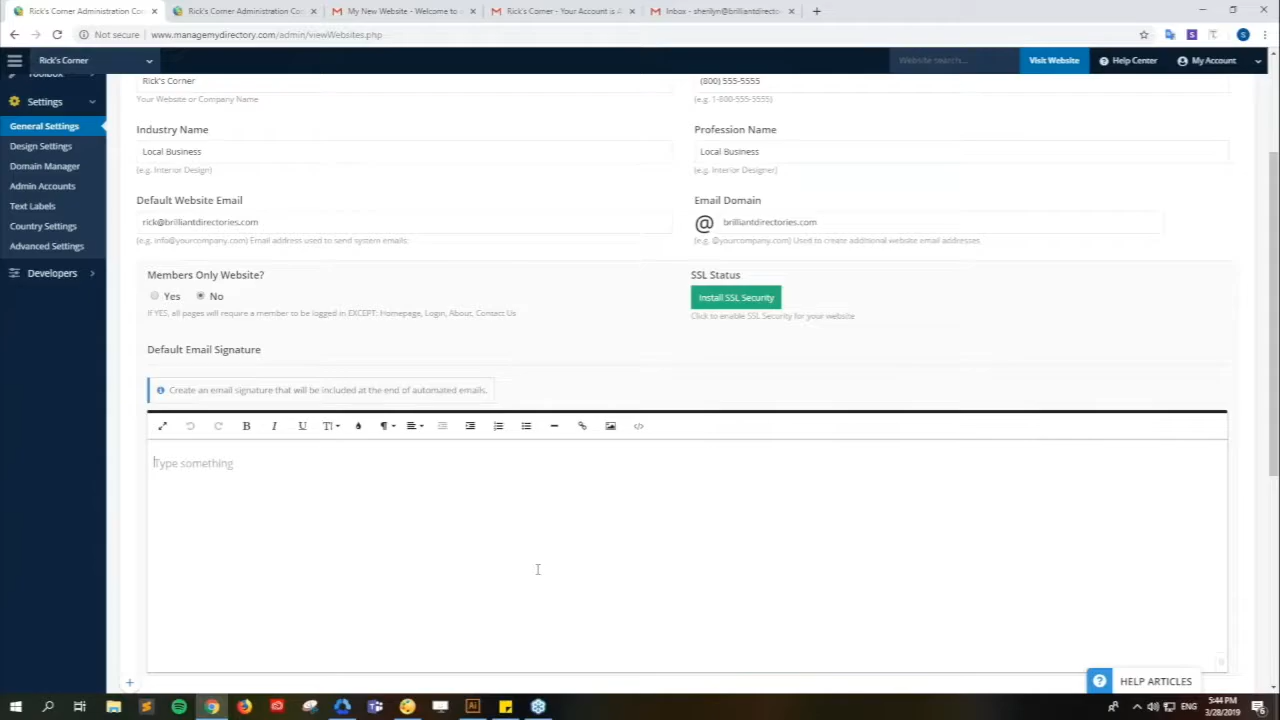 Rick's Corner Administration Co
Rick's Corner Administration Co
My New Website - Welcome to
Rick's Corner - Your Account is A
Inbox - sherilyn@brilliantdirecto
Not secure
www.managemydirectory.com/admin/viewWebsites.php
Rick's Corner
Website search...
Visit Website
Help Center
My Account
Toolbox
Settings
General Settings
Design Settings
Domain Manager
Admin Accounts
Text Labels
Country Settings
Advanced Settings
Developers
Rick's Corner
(800) 555-5555
Your Website or Company Name
(e.g. 1-800-555-5555)
Industry Name
Profession Name
Local Business
Local Business
(e.g. Interior Design)
(e.g. Interior Designer)
Default Website Email
Email Domain
rick@brilliantdirectories.com
@ brilliantdirectories.com
(e.g. info@yourcompany.com) Email address used to send system emails:
(e.g. @yourcompany.com) Used to create additional website email addresses
Members Only Website?
SSL Status
Yes No
Install SSL Security
If YES, all pages will require a member to be logged in EXCEPT: Homepage, Login, About, Contact Us
Click to enable SSL Security for your website
Default Email Signature
Create an email signature that will be included at the end of automated emails.
Type something
HELP ARTICLES
ENG
5:44 PM
3/28/2019